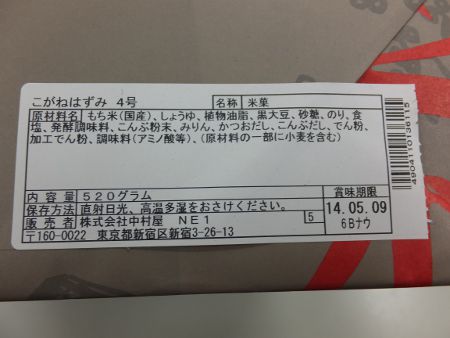 こがねはずみ 4号
名称 米菓
原材料名 もち米(国産)、しょうゆ、植物油脂、黒大豆、砂糖、のり、食
塩、発酵調味料、こんぶ粉末、みりん、かつおだし、こんぶだし、でん粉、
加工でん粉、調味料(アミノ酸等)、(原材料の一部に小麦を含む)
4904110136115
内容量 520グラム
賞味期限
保存方法 直射日光、高温多湿をおさけください。
14.05.09
販売者 株式会社中村屋 NE1
5
6Bナウ
〒160-0022 東京都新宿区新宿3-26-13